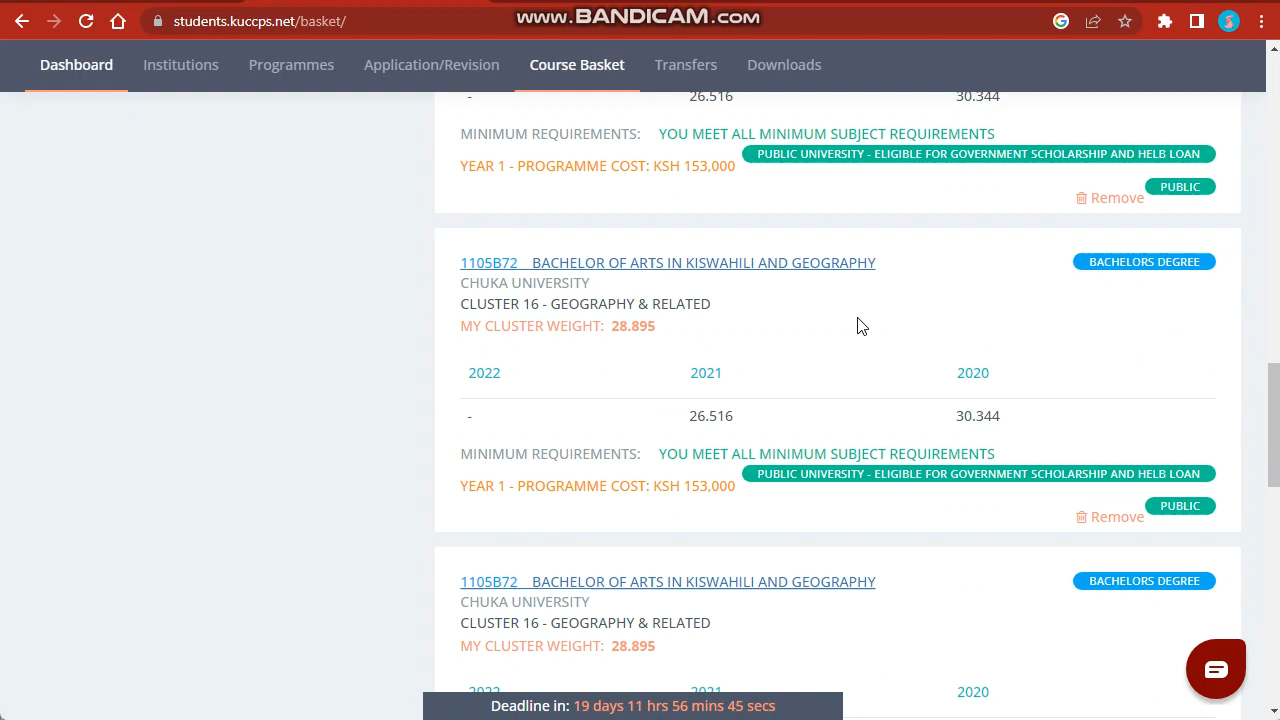 students.kuccps.net/basket/
www.BANDICAM.com
Dashboard Institutions Programmes Application/Revision Course Basket Transfers Downloads
- 26.516 30.344
MINIMUM REQUIREMENTS: YOU MEET ALL MINIMUM SUBJECT REQUIREMENTS
PUBLIC UNIVERSITY - ELIGIBLE FOR GOVERNMENT SCHOLARSHIP AND HELB LOAN
YEAR 1 - PROGRAMME COST: KSH 153,000
PUBLIC
Remove
1105B72 BACHELOR OF ARTS IN KISWAHILI AND GEOGRAPHY BACHELORS DEGREE
CHUKA UNIVERSITY
CLUSTER 16 - GEOGRAPHY & RELATED
MY CLUSTER WEIGHT: 28.895
2022 2021 2020
- 26.516 30.344
MINIMUM REQUIREMENTS: YOU MEET ALL MINIMUM SUBJECT REQUIREMENTS
PUBLIC UNIVERSITY - ELIGIBLE FOR GOVERNMENT SCHOLARSHIP AND HELB LOAN
YEAR 1 - PROGRAMME COST: KSH 153,000
PUBLIC
Remove
1105B72 BACHELOR OF ARTS IN KISWAHILI AND GEOGRAPHY BACHELORS DEGREE
CHUKA UNIVERSITY
CLUSTER 16 - GEOGRAPHY & RELATED
MY CLUSTER WEIGHT: 28.895
2022 2021 2020
Deadline in: 19 days 11 hrs 56 mins 45 secs